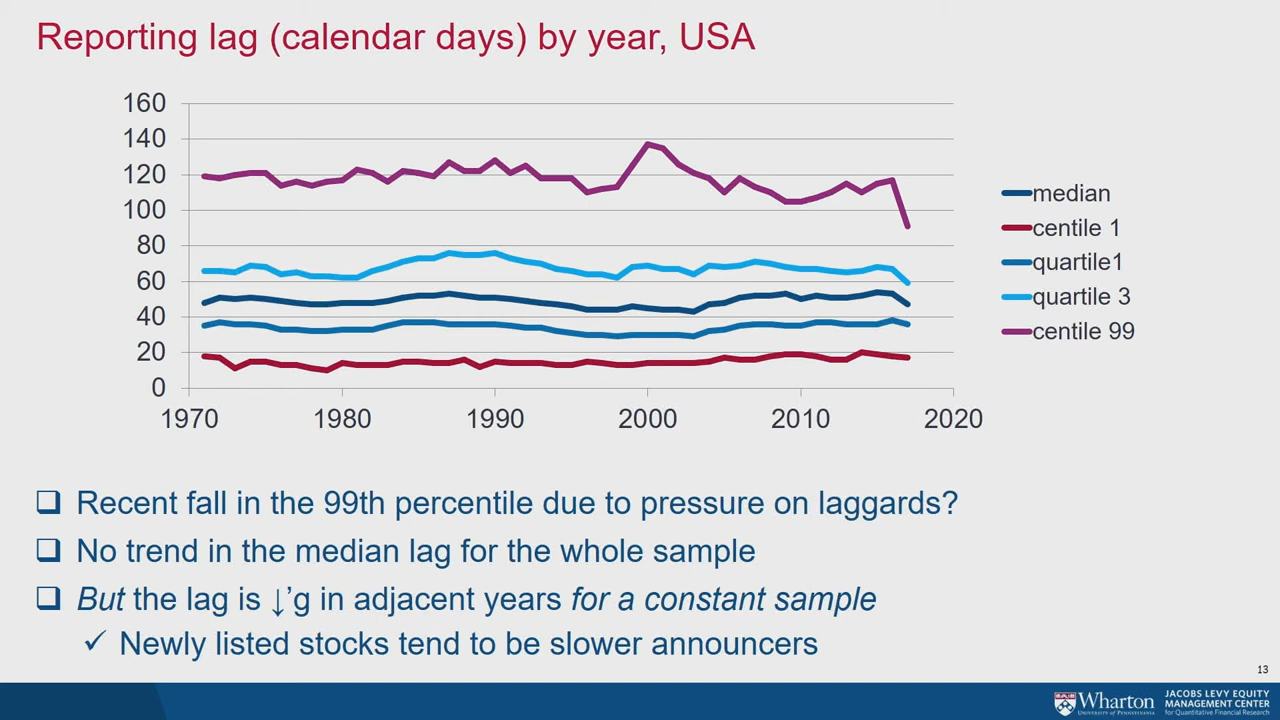 Reporting lag (calendar days) by year, USA
160
140
120
100
80
60
40
20
0
1970 1980 1990 2000 2010 2020
median
centile 1
quartile1
quartile 3
centile 99
❑ Recent fall in the 99th percentile due to pressure on laggards?
❑ No trend in the median lag for the whole sample
❑ But the lag is ↓’g in adjacent years for a constant sample
✓ Newly listed stocks tend to be slower announcers
13
Wharton
UNIVERSITY of PENNSYLVANIA
JACOBS LEVY EQUITY
MANAGEMENT CENTER
for Quantitative Financial Research